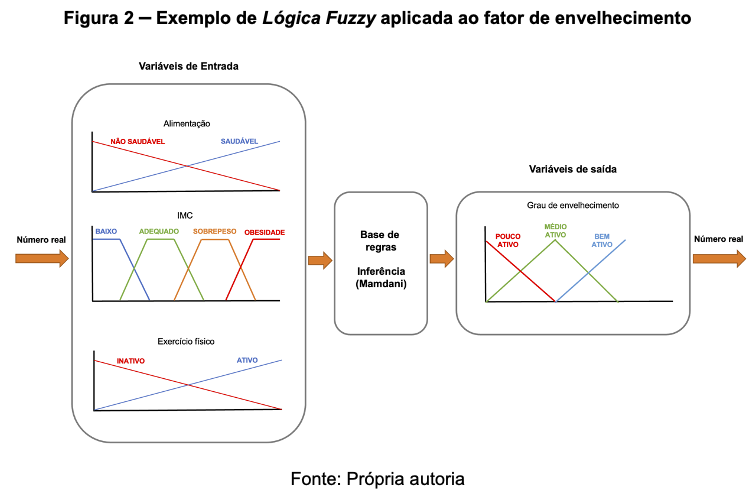 Figura 2 — Exemplo de Lógica Fuzzy aplicada ao fator de envelhecimento
Variáveis de Entrada
Alimentação
NÃO SAUDÁVEL
SAUDÁVEL
IMC
BAIXO
ADEQUADO
SOBREPESO
OBESIDADE
Exercício físico
INATIVO
ATIVO
Número real
Base de
regras
Inferência
(Mamdani)
Variáveis de saída
Grau de envelhecimento
POUCO
ATIVO
MÉDIO
ATIVO
BEM
ATIVO
Número real
Fonte: Própria autoria